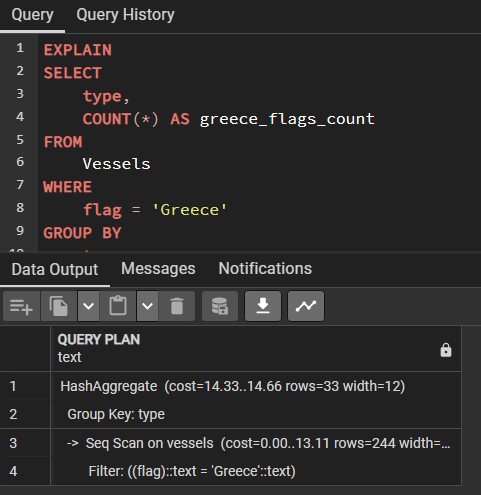 Query Query History
1 EXPLAIN
2 SELECT
3 type,
4 COUNT(*) AS greece_flags_count
5 FROM
6 Vessels
7 WHERE
8 flag = 'Greece'
9 GROUP BY
Data Output Messages Notifications
QUERY PLAN
text
1 HashAggregate (cost=14.33..14.66 rows=33 width=12)
2 Group Key: type
3 -> Seq Scan on vessels (cost=0.00..13.11 rows=244 width=...
4 Filter: ((flag)::text = 'Greece'::text)